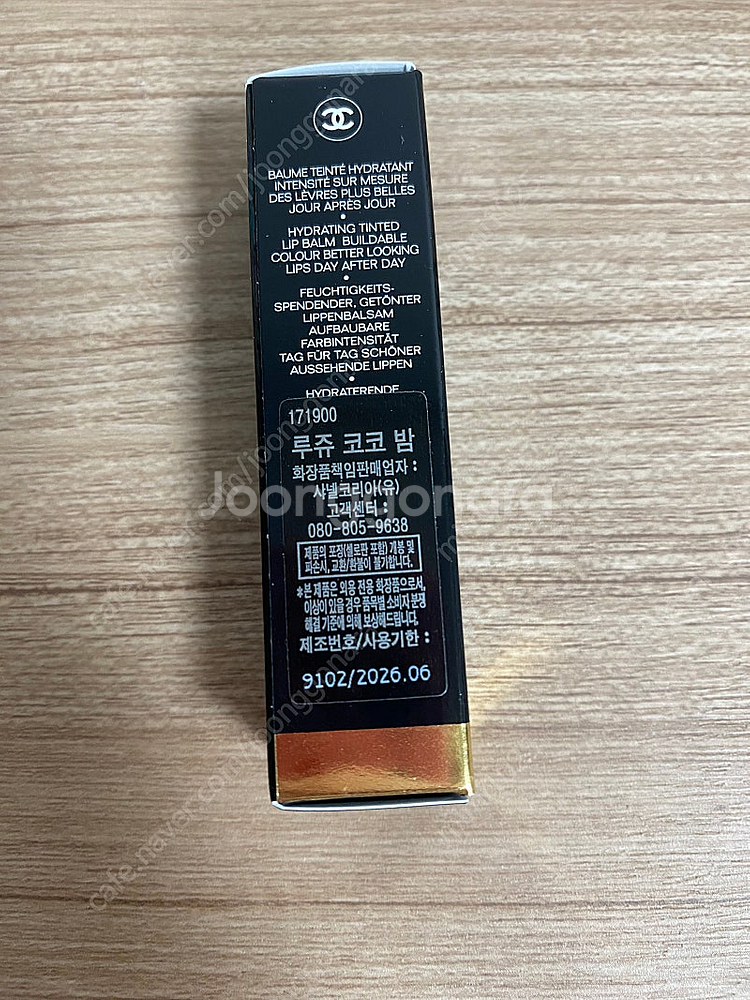 BAUME TEINTÉ HYDRATANT
INTENSITÉ SUR MESURE
DES LÈVRES PLUS BELLES
JOUR APRÈS JOUR
•
HYDRATING TINTED
LIP BALM BUILDABLE
COLOUR BETTER LOOKING
LIPS DAY AFTER DAY
•
FEUCHTIGKEITS-
SPENDENDER, GETÖNTER
LIPPENBALSAM
AUFBAUBARE
FARBINTENSITÄT
TAG FÜR TAG SCHÖNER
AUSSEHENDE LIPPEN
•
HYDRATERENDE
171900
루쥬 코코 밤
화장품책임판매업자 :
샤넬코리아(유)
고객센터 :
080-805-9638
제품의 포장(셀로판 포함) 개봉 및
파손시, 교환/환불이 불가합니다.
*본 제품은 외용 전용 화장품으로서,
이상이 있을 경우 품목별 소비자 분쟁
해결 기준에 의해 보상해드립니다.
제조번호/사용기한 :
9102/2026.06
Joonggonara